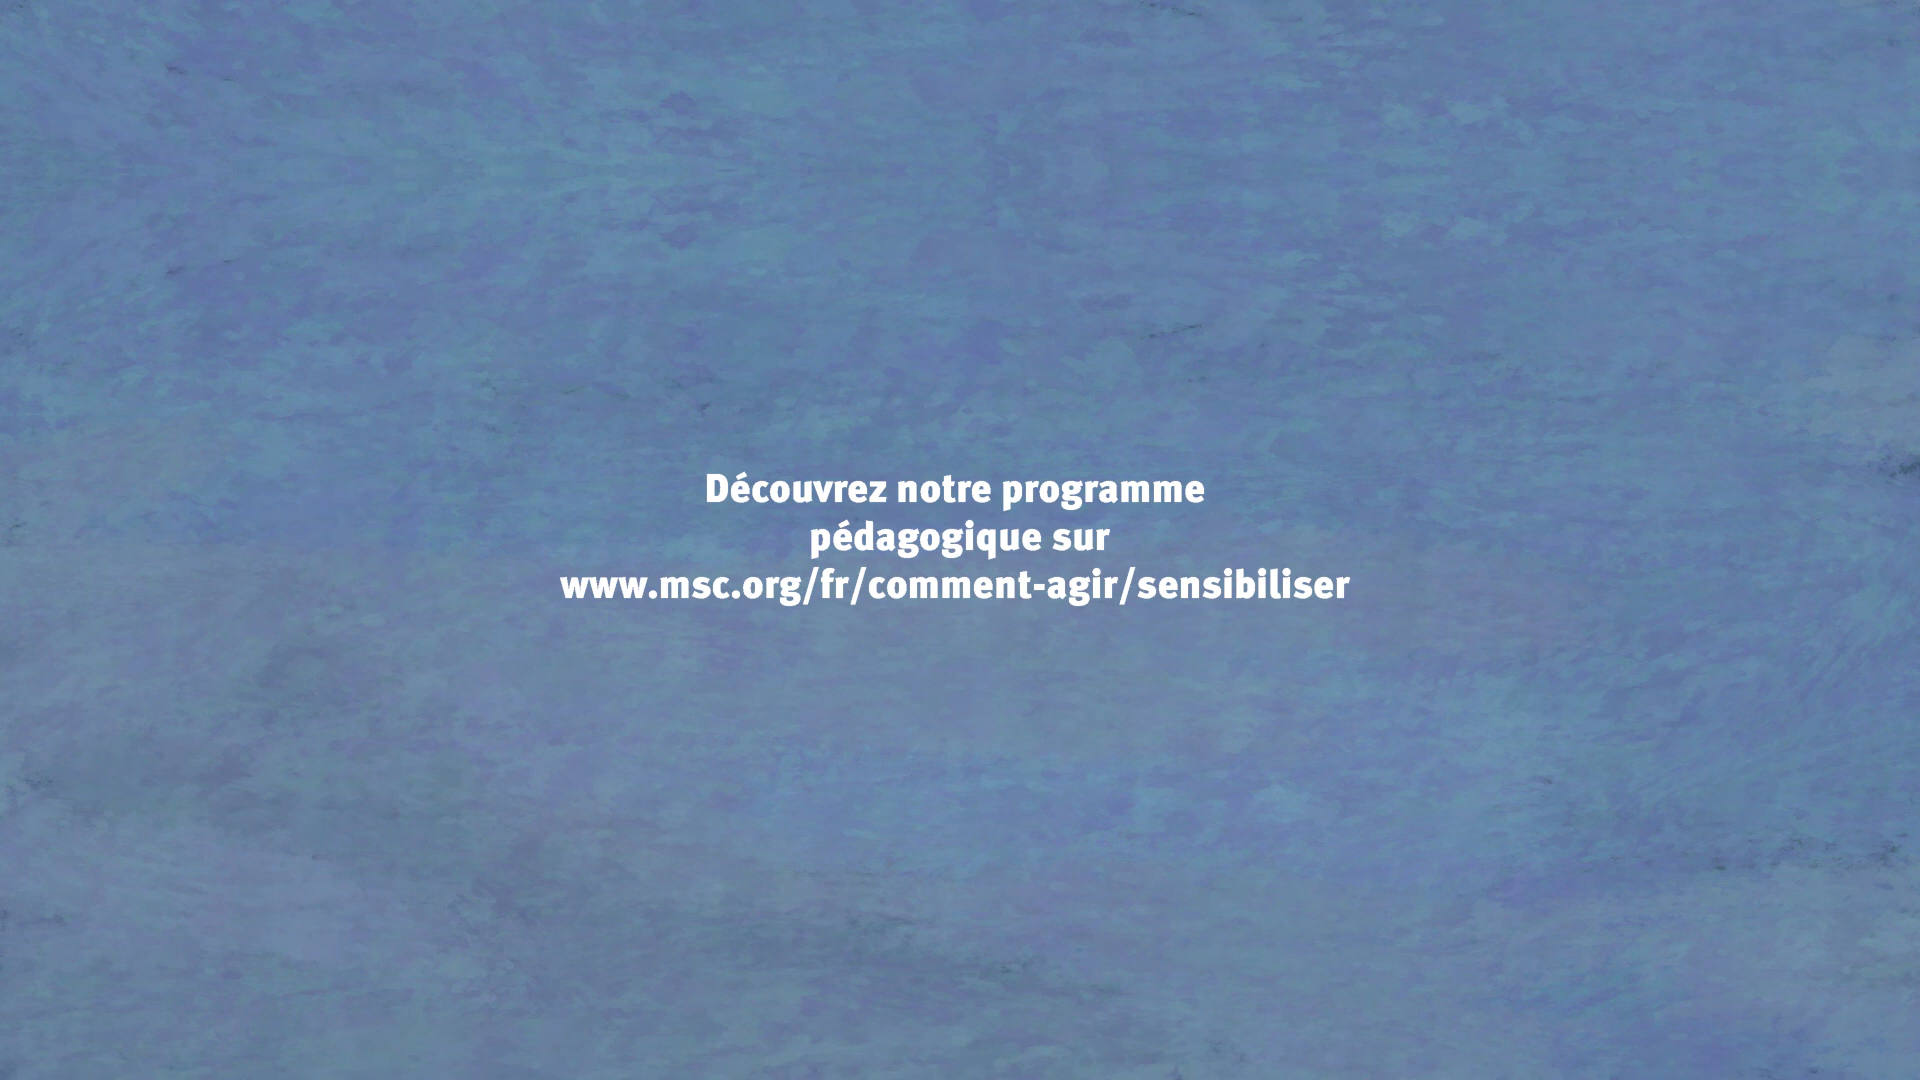 Découvrez notre programme
pédagogique sur
www.msc.org/fr/comment-agir/sensibiliser